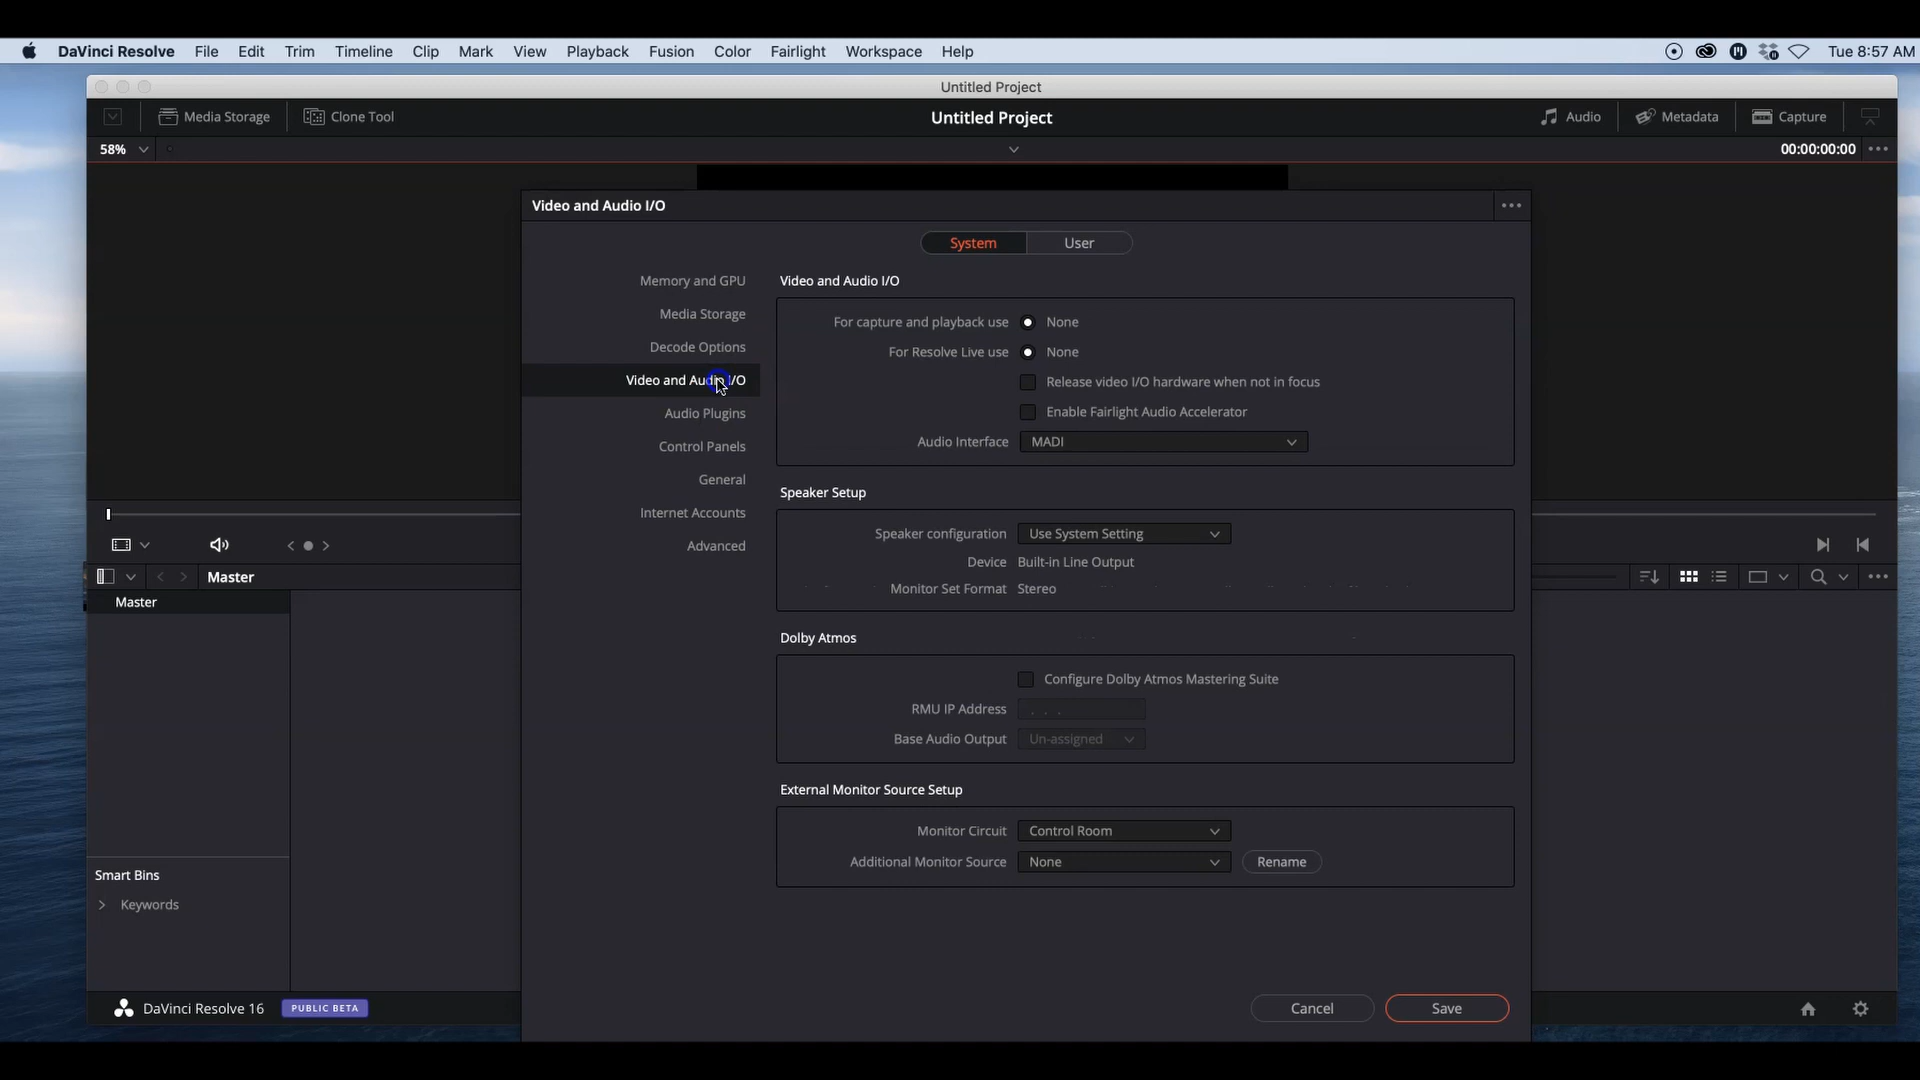 DaVinci Resolve File Edit Trim Timeline Clip Mark View Playback Fusion Color Fairlight Workspace Help Tue 8:57 AM
Untitled Project
Media Storage Clone Tool Untitled Project Audio Metadata Capture
58% 00:00:00:00
Video and Audio I/O
System User
Memory and GPU
Media Storage
Decode Options
Video and Audio I/O
Audio Plugins
Control Panels
General
Internet Accounts
Advanced
Video and Audio I/O
For capture and playback use None
For Resolve Live use None
Release video I/O hardware when not in focus
Enable Fairlight Audio Accelerator
Audio Interface MADI
Speaker Setup
Speaker configuration Use System Setting
Device Built-in Line Output
Monitor Set Format Stereo
Dolby Atmos
Configure Dolby Atmos Mastering Suite
RMU IP Address . . .
Base Audio Output Un-assigned
External Monitor Source Setup
Monitor Circuit Control Room
Additional Monitor Source None Rename
Cancel Save
Master
Master
Smart Bins
Keywords
DaVinci Resolve 16 PUBLIC BETA